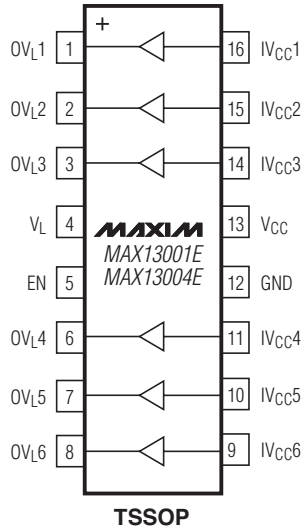 +
OVL1 1 16 IVCC1
OVL2 2 15 IVCC2
OVL3 3 14 IVCC3
VL 4 MAXIM 13 VCC
MAX13001E
EN 5 MAX13004E 12 GND
OVL4 6 11 IVCC4
OVL5 7 10 IVCC5
OVL6 8 9 IVCC6
TSSOP